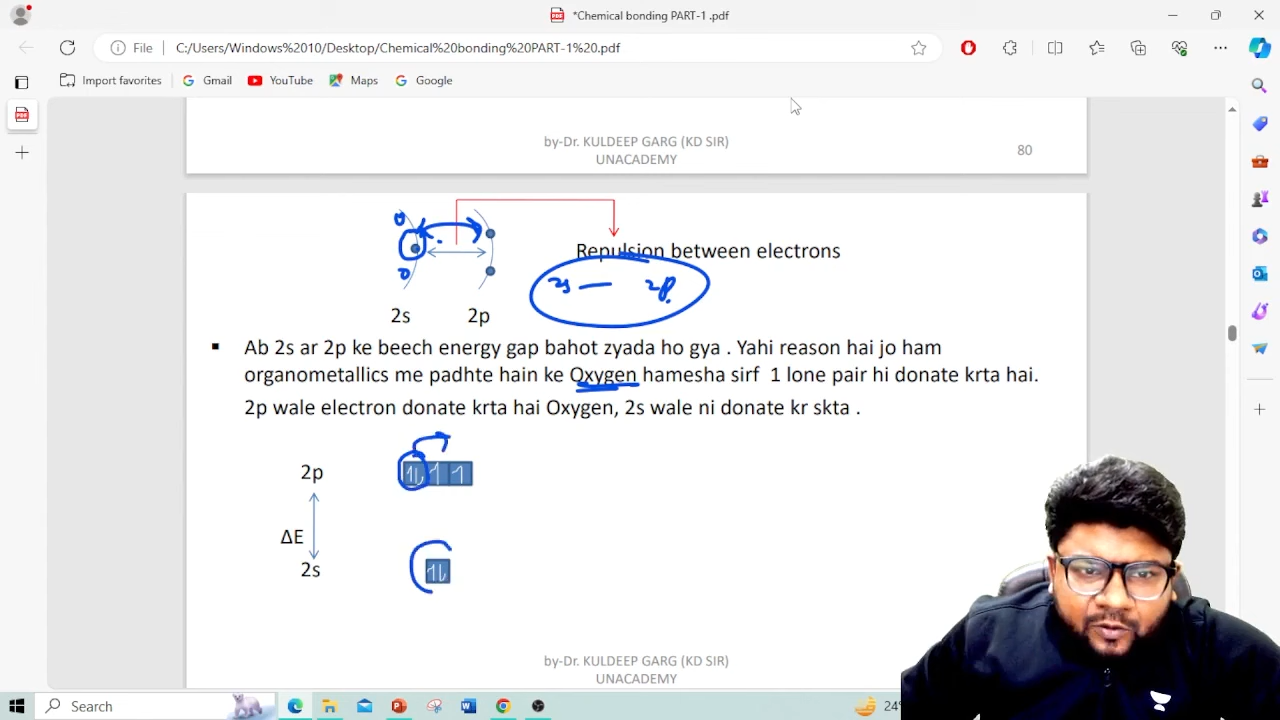 *Chemical bonding PART-1 .pdf
File
C:/Users/Windows%2010/Desktop/Chemical%20bonding%20PART-1%20.pdf
Import favorites
Gmail
YouTube
Maps
Google
by-Dr. KULDEEP GARG (KD SIR)
UNACADEMY
80
Repulsion between electrons
2s 2p
2s — 2p
▪ Ab 2s ar 2p ke beech energy gap bahot zyada ho gya . Yahi reason hai jo ham
organometallics me padhte hain ke Oxygen hamesha sirf 1 lone pair hi donate krta hai.
2p wale electron donate krta hai Oxygen, 2s wale ni donate kr skta .
2p
ΔE
2s
by-Dr. KULDEEP GARG (KD SIR)
UNACADEMY
Search
24°